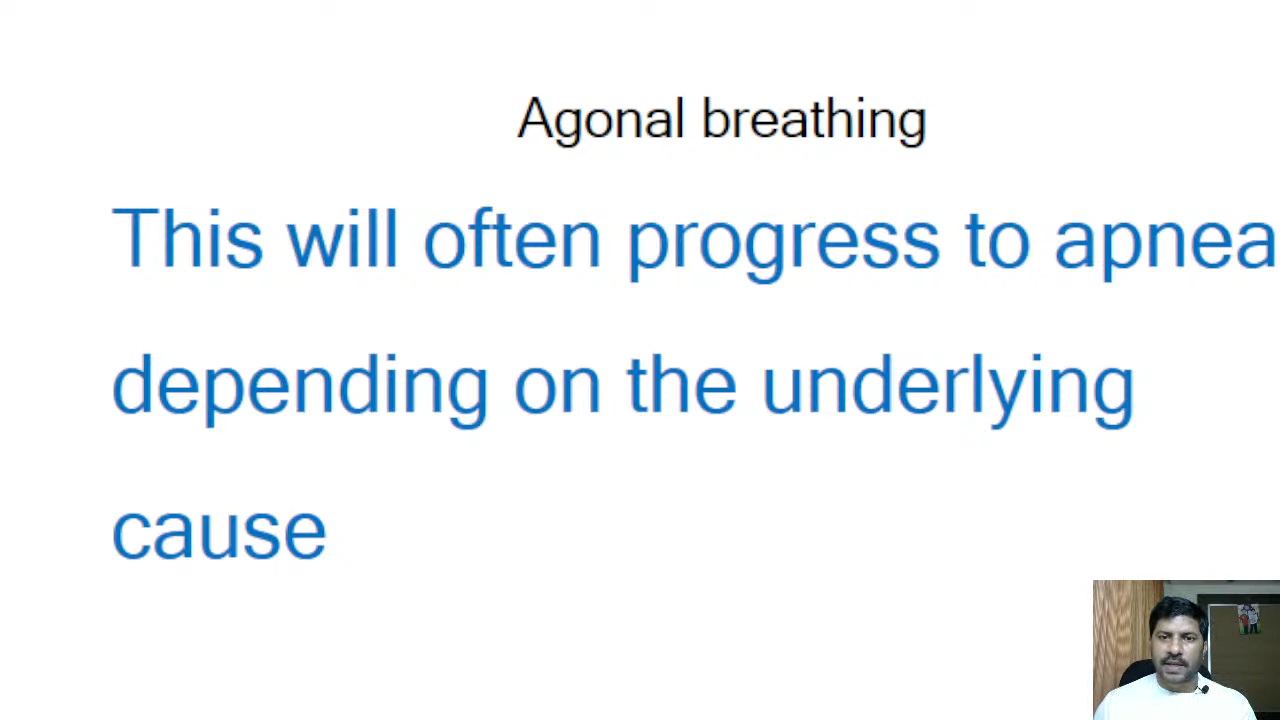 Agonal breathing
This will often progress to apnea
depending on the underlying
cause